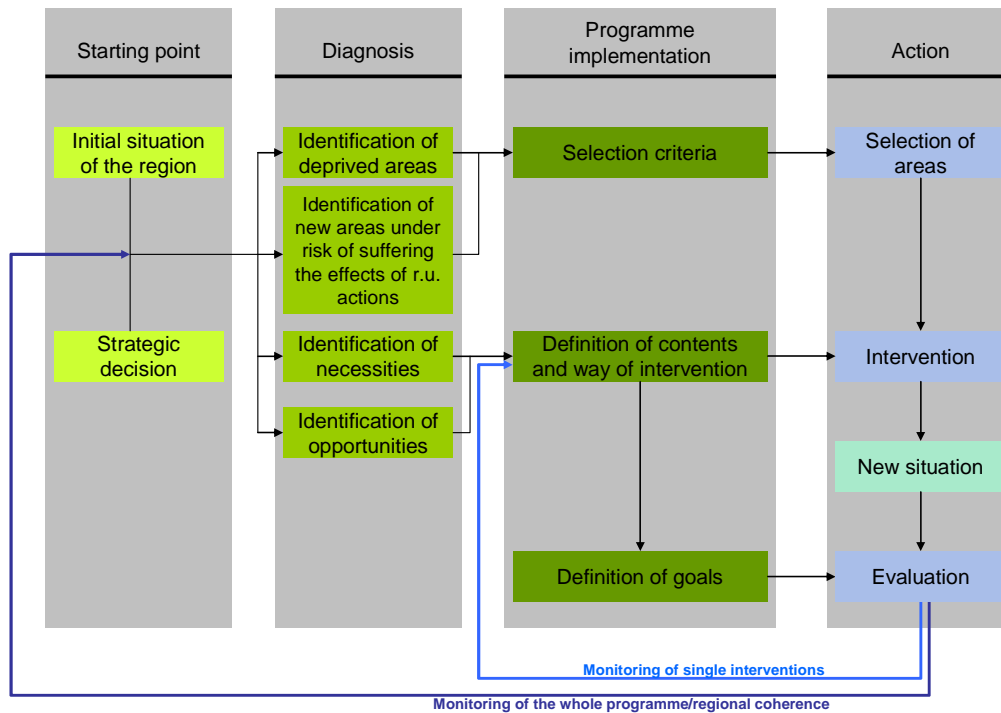 Starting point
Diagnosis
Programme
implementation
Action
Initial situation
of the region
Identification of
deprived areas
Selection criteria
Selection of
areas
Identification of
new areas under
risk of suffering
the effects of r.u.
actions
Strategic
decision
Identification of
necessities
Definition of contents
and way of intervention
Intervention
Identification of
opportunities
New situation
Definition of goals
Evaluation
Monitoring of single interventions
Monitoring of the whole programme/regional coherence